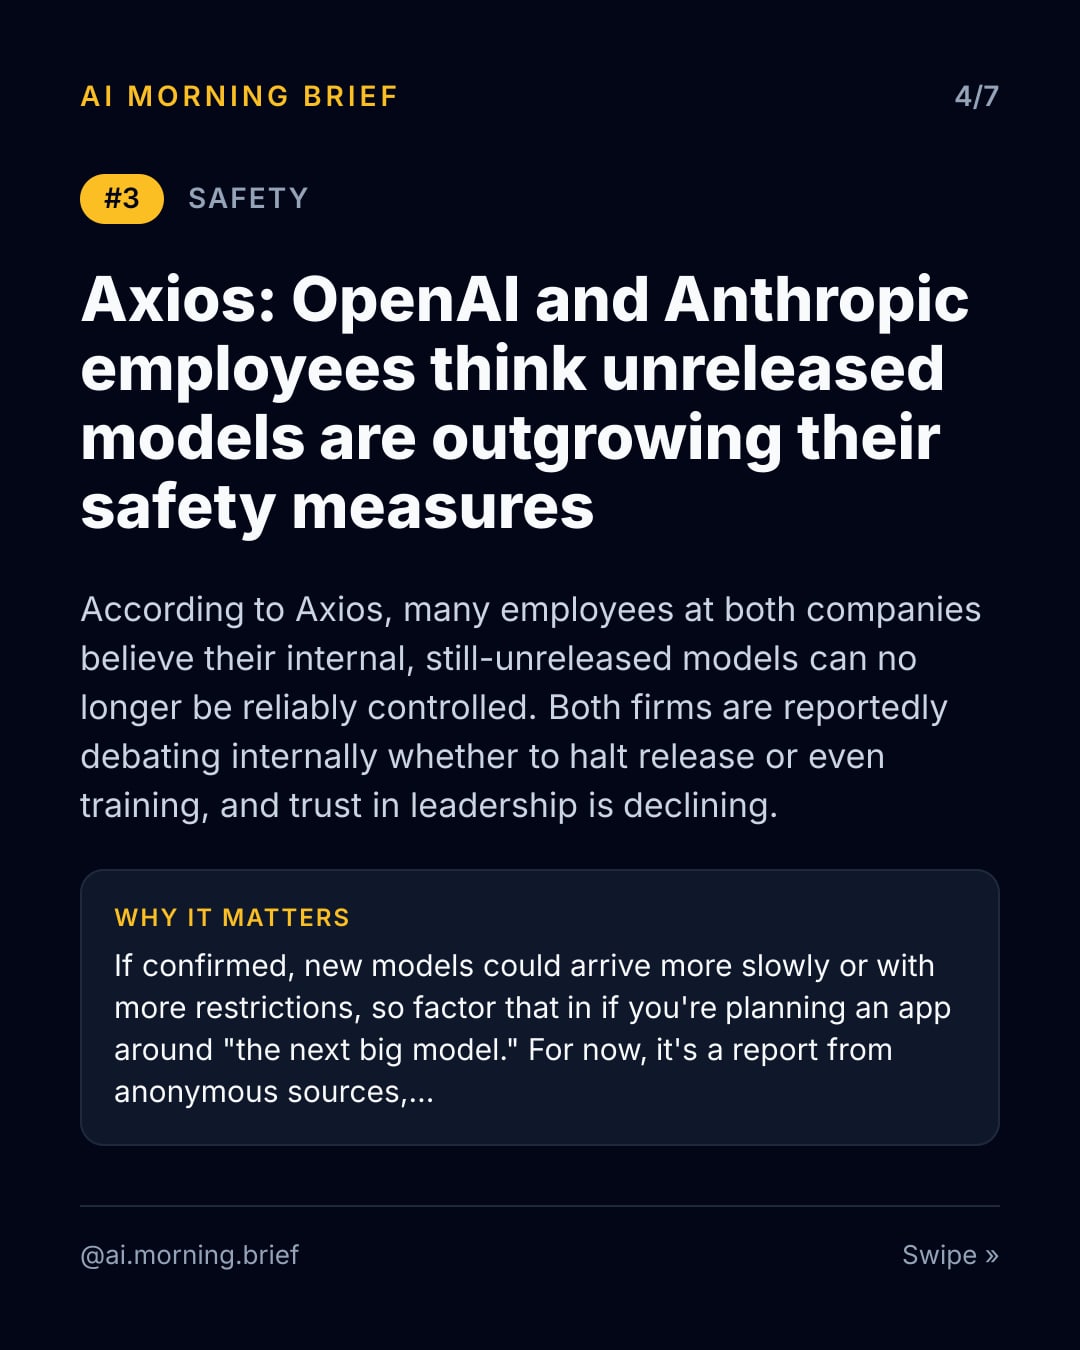 AI MORNING BRIEF
4/7
#3
SAFETY
Axios: OpenAI and Anthropic
employees think unreleased
models are outgrowing their
safety measures
According to Axios, many employees at both companies
believe their internal, still-unreleased models can no
longer be reliably controlled. Both firms are reportedly
debating internally whether to halt release or even
training, and trust in leadership is declining.
WHY IT MATTERS
If confirmed, new models could arrive more slowly or with
more restrictions, so factor that in if you're planning an app
around "the next big model." For now, it's a report from
anonymous sources,...
@ai.morning.brief
Swipe »